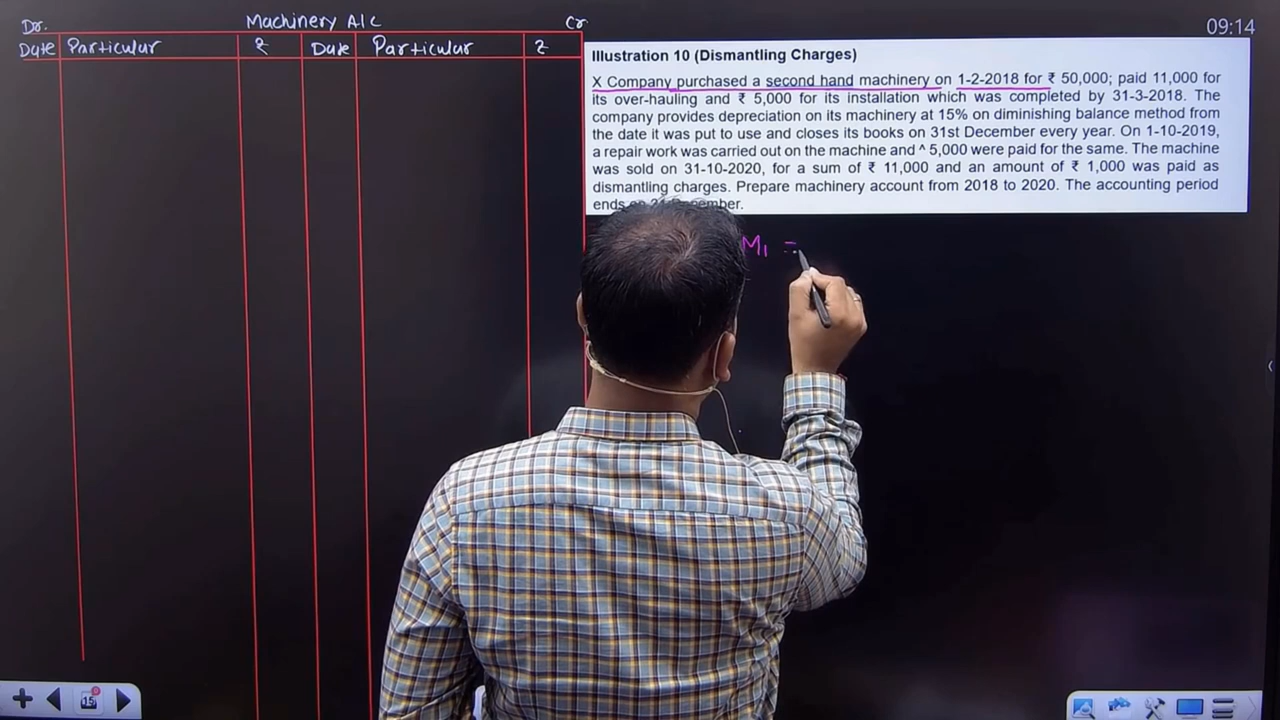 Dr. Machinery A/c Cr
Date Particular ₹ Date Particular ₹
09:14
Illustration 10 (Dismantling Charges)
X Company purchased a second hand machinery on 1-2-2018 for ₹ 50,000; paid 11,000 for
its over-hauling and ₹ 5,000 for its installation which was completed by 31-3-2018. The
company provides depreciation on its machinery at 15% on diminishing balance method from
the date it was put to use and closes its books on 31st December every year. On 1-10-2019,
a repair work was carried out on the machine and ^ 5,000 were paid for the same. The machine
was sold on 31-10-2020, for a sum of ₹ 11,000 and an amount of ₹ 1,000 was paid as
dismantling charges. Prepare machinery account from 2018 to 2020. The accounting period
ends
M1 =
15